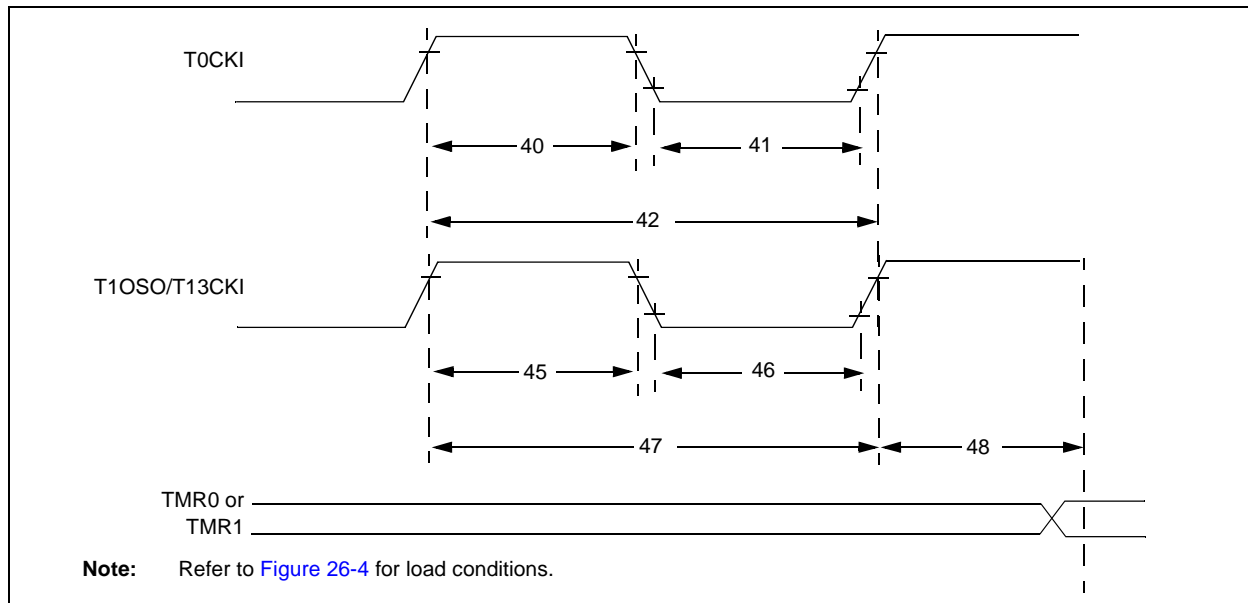 T0CKI
40
41
42
T1OSO/T13CKI
45
46
47
48
TMR0 or
TMR1
Note: Refer to Figure 26-4 for load conditions.